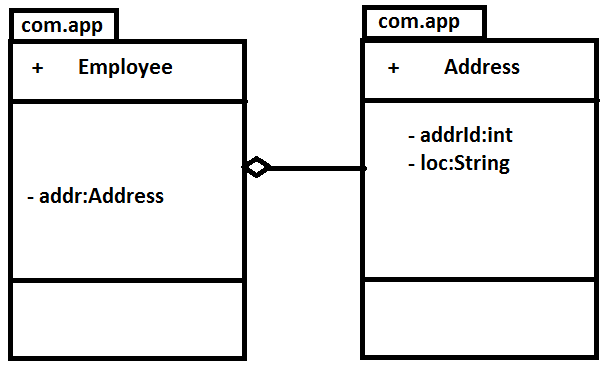 com.app
+ Employee
- addr:Address
com.app
+ Address
- addrId:int
- loc:String